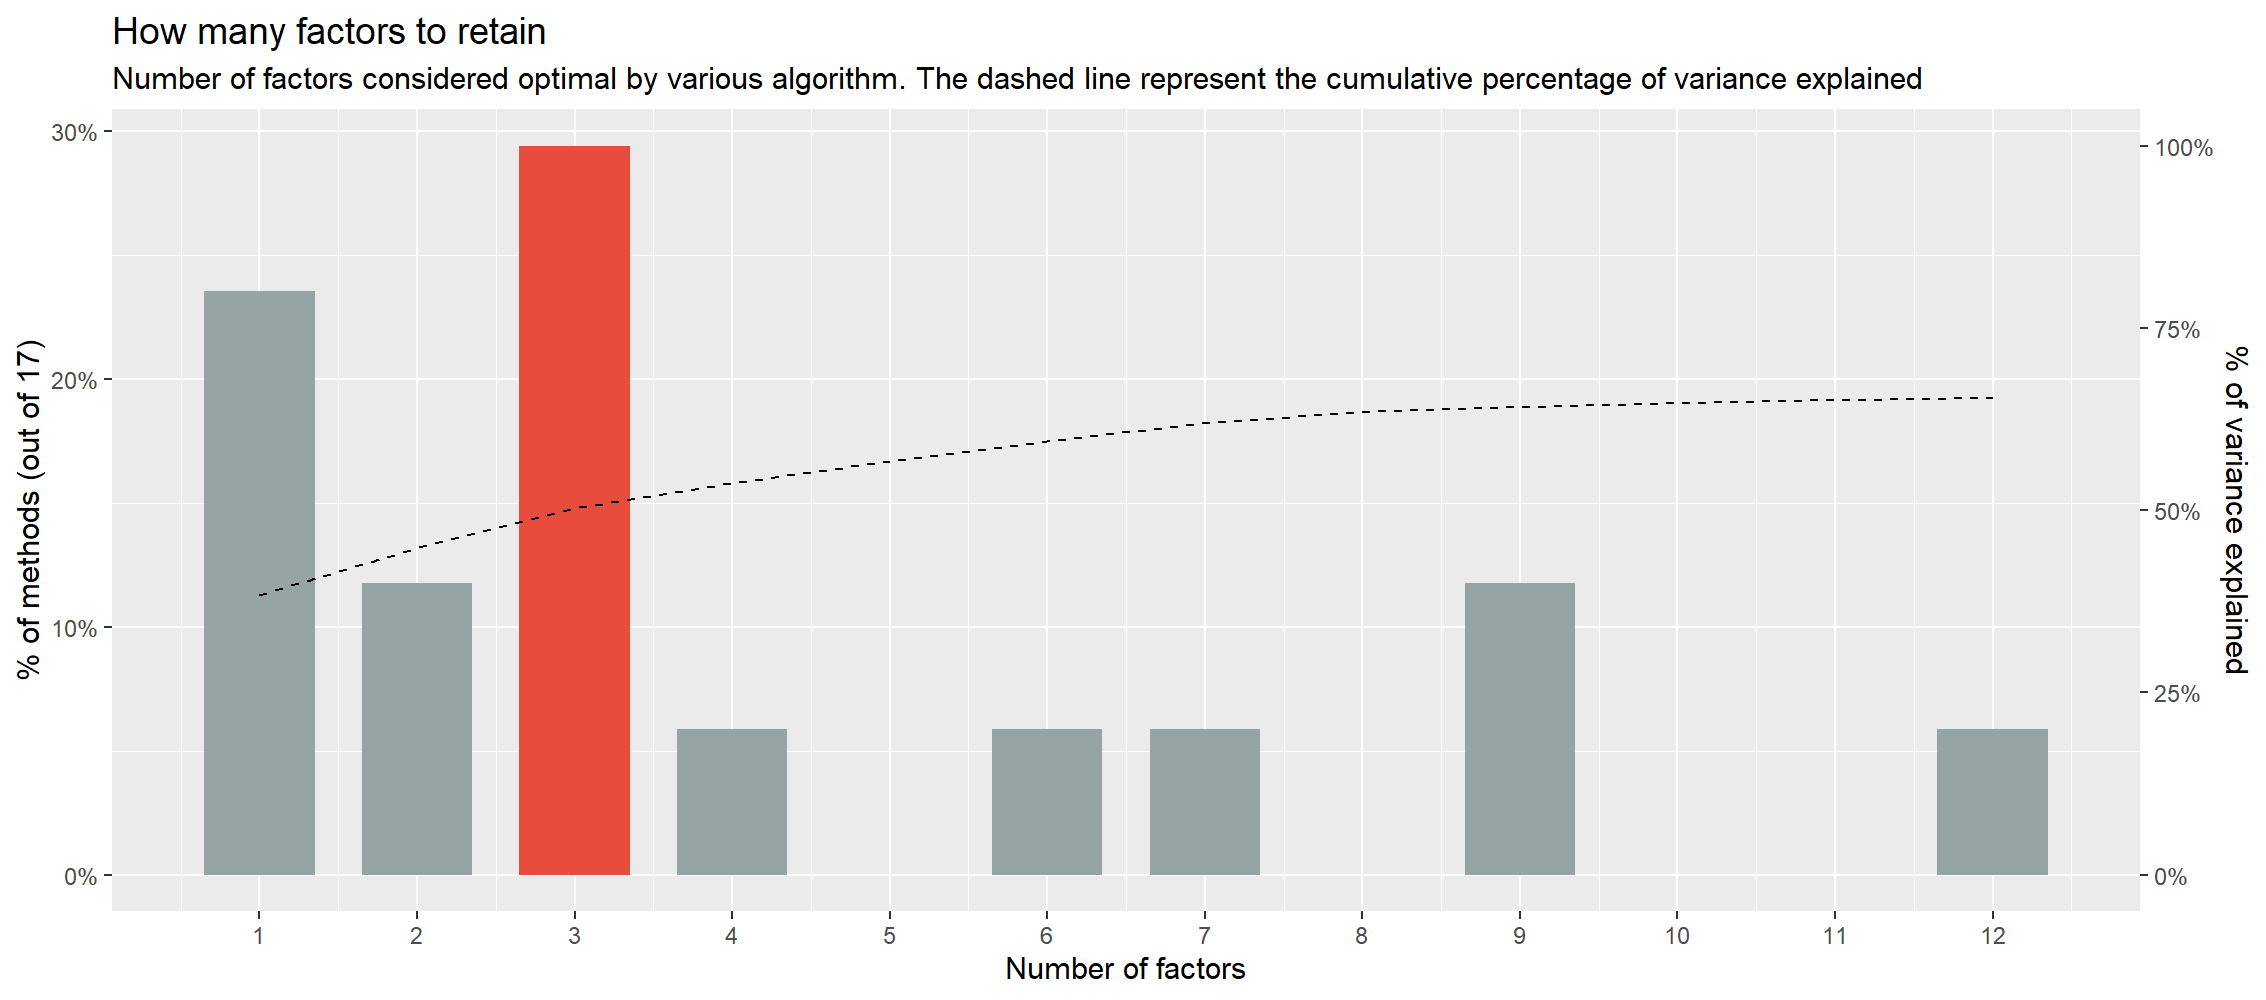 How many factors to retain
Number of factors considered optimal by various algorithm. The dashed line represent the cumulative percentage of variance explained
% of methods (out of 17)
30%
20%
10%
0%
100%
75%
50%
25%
0%
% of variance explained
1 2 3 4 5 6 7 8 9 10 11 12
Number of factors